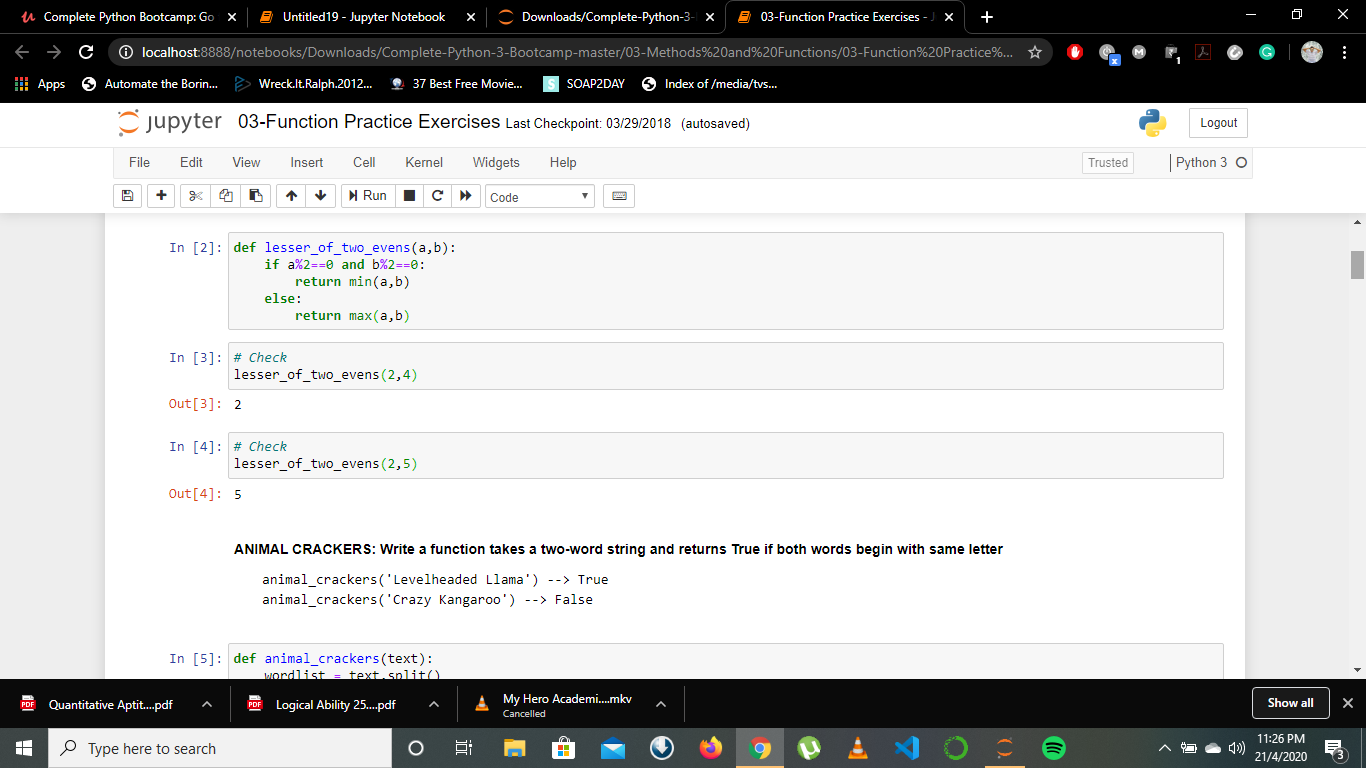 Complete Python Bootcamp: Go
Untitled19 - Jupyter Notebook
Downloads/Complete-Python-3-
03-Function Practice Exercises - J
localhost:8888/notebooks/Downloads/Complete-Python-3-Bootcamp-master/03-Methods%20and%20Functions/03-Function%20Practice%...
Apps
Automate the Borin...
Wreck.It.Ralph.2012...
37 Best Free Movie...
S SOAP2DAY
Index of /media/tvs...
jupyter 03-Function Practice Exercises Last Checkpoint: 03/29/2018 (autosaved)
Logout
File Edit View Insert Cell Kernel Widgets Help
Trusted
Python 3
Run
Code
In [2]: def lesser_of_two_evens(a,b):
if a%2==0 and b%2==0:
return min(a,b)
else:
return max(a,b)
In [3]: # Check
lesser_of_two_evens(2,4)
Out[3]: 2
In [4]: # Check
lesser_of_two_evens(2,5)
Out[4]: 5
ANIMAL CRACKERS: Write a function takes a two-word string and returns True if both words begin with same letter
animal_crackers('Levelheaded Llama') --> True
animal_crackers('Crazy Kangaroo') --> False
In [5]: def animal_crackers(text):
wordlist = text.split()
PDF Quantitative Aptit....pdf
PDF Logical Ability 25....pdf
My Hero Academi....mkv
Cancelled
Show all
Type here to search
11:26 PM
21/4/2020
3